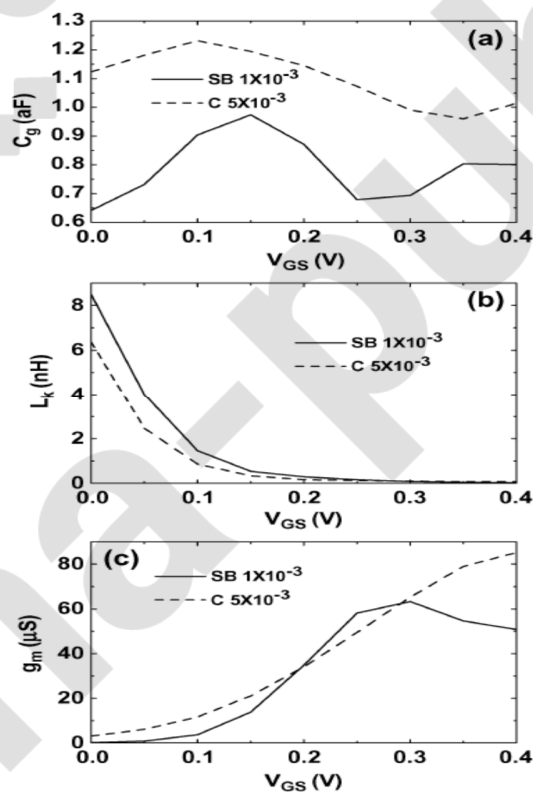 1.3
1.2
1.1
1.0
0.9
0.8
0.7
0.6
C_g (aF)
(a)
SB 1X10⁻³
C 5X10⁻³
0.0 0.1 0.2 0.3 0.4
V_GS (V)
8
6
4
2
0
L_k (nH)
(b)
SB 1X10⁻³
C 5X10⁻³
0.0 0.1 0.2 0.3 0.4
V_GS (V)
80
60
40
20
0
g_m (µS)
(c)
SB 1X10⁻³
C 5X10⁻³
0.0 0.1 0.2 0.3 0.4
V_GS (V)